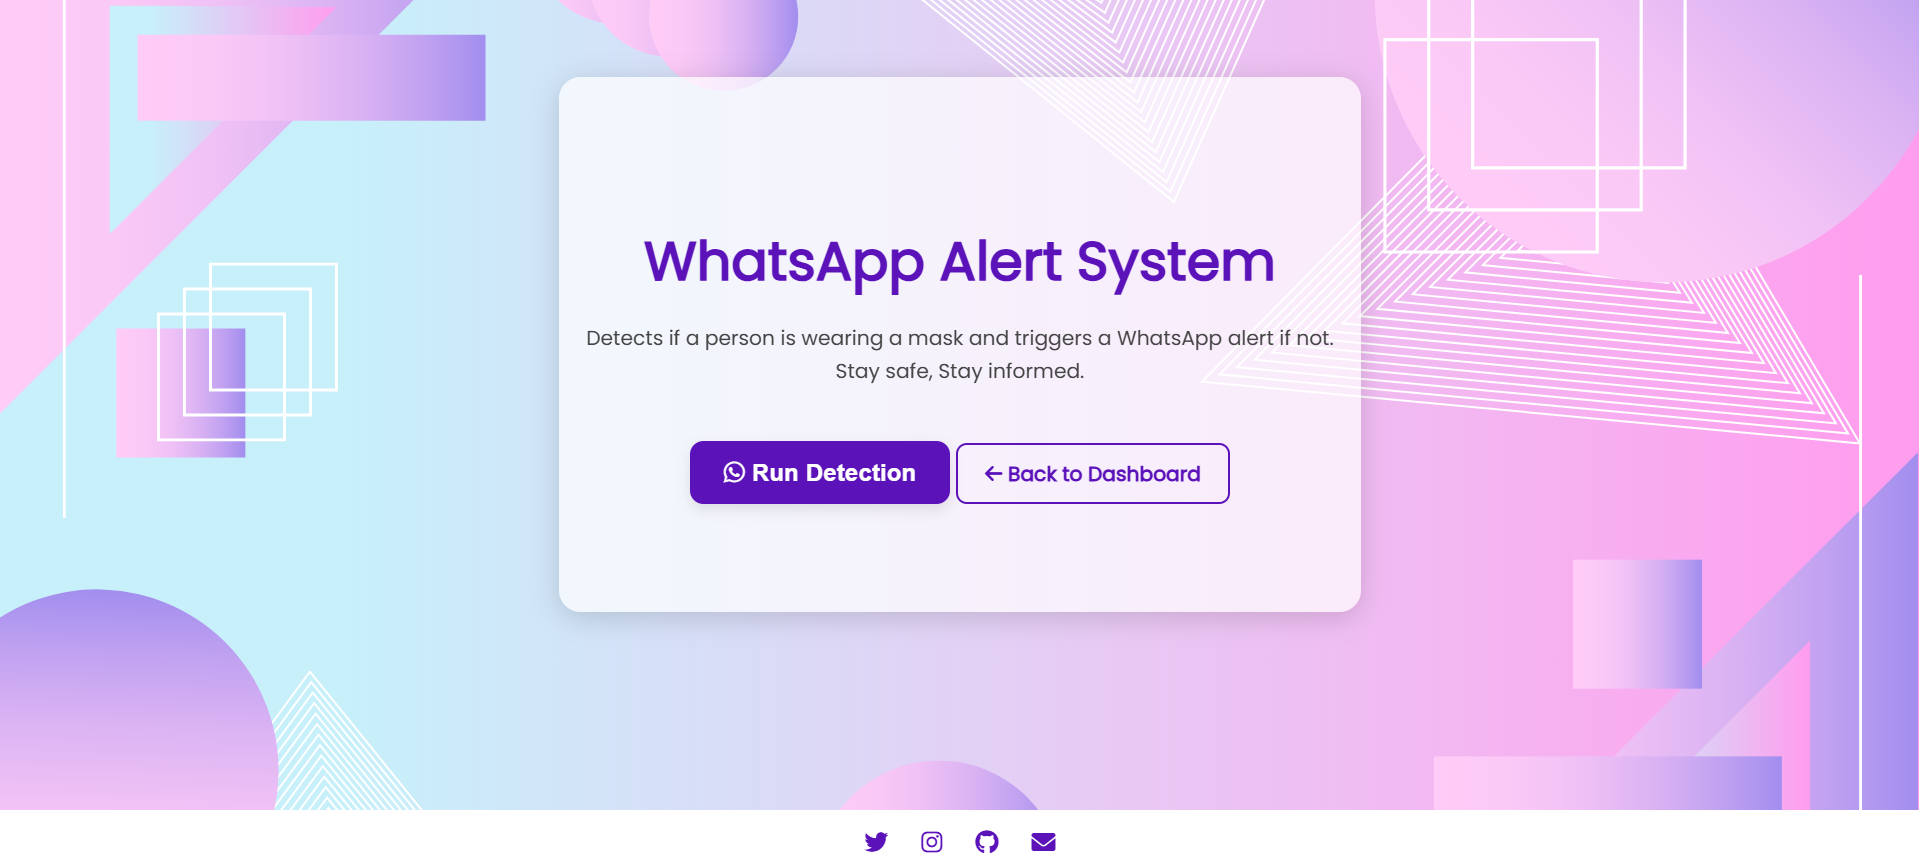 WhatsApp Alert System
Detects if a person is wearing a mask and triggers a WhatsApp alert if not.
Stay safe, Stay informed.
Run Detection
Back to Dashboard